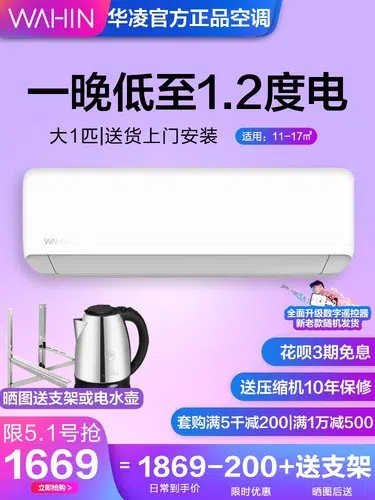 WAHIN 华凌官方正品空调
一晚低至1.2度电
大1匹|送货上门安装 适用：11-17㎡
WAHIN
全面升级数字遥控器
新老款随机发货
花呗3期免息
送压缩机10年保修
晒图送支架或电水壶
套购满5千减200|满1万减500
限5.1号抢
1669 =1869-200+送支架
立即抢购> 日常到手价 限时优惠 晒图后送